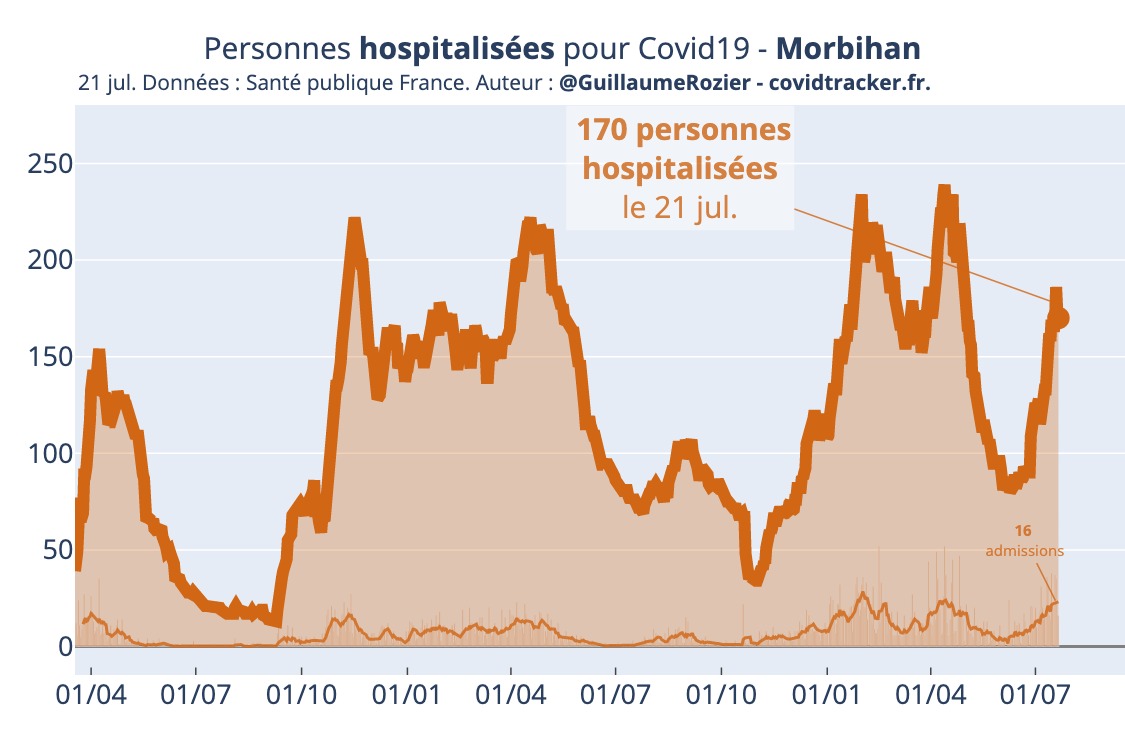 Personnes hospitalisées pour Covid19 - Morbihan
21 jul. Données : Santé publique France. Auteur : @GuillaumeRozier - covidtracker.fr.
170 personnes
hospitalisées
le 21 jul.
250
200
150
100
50
0
16
admissions
01/04 01/07 01/10 01/01 01/04 01/07 01/10 01/01 01/04 01/07